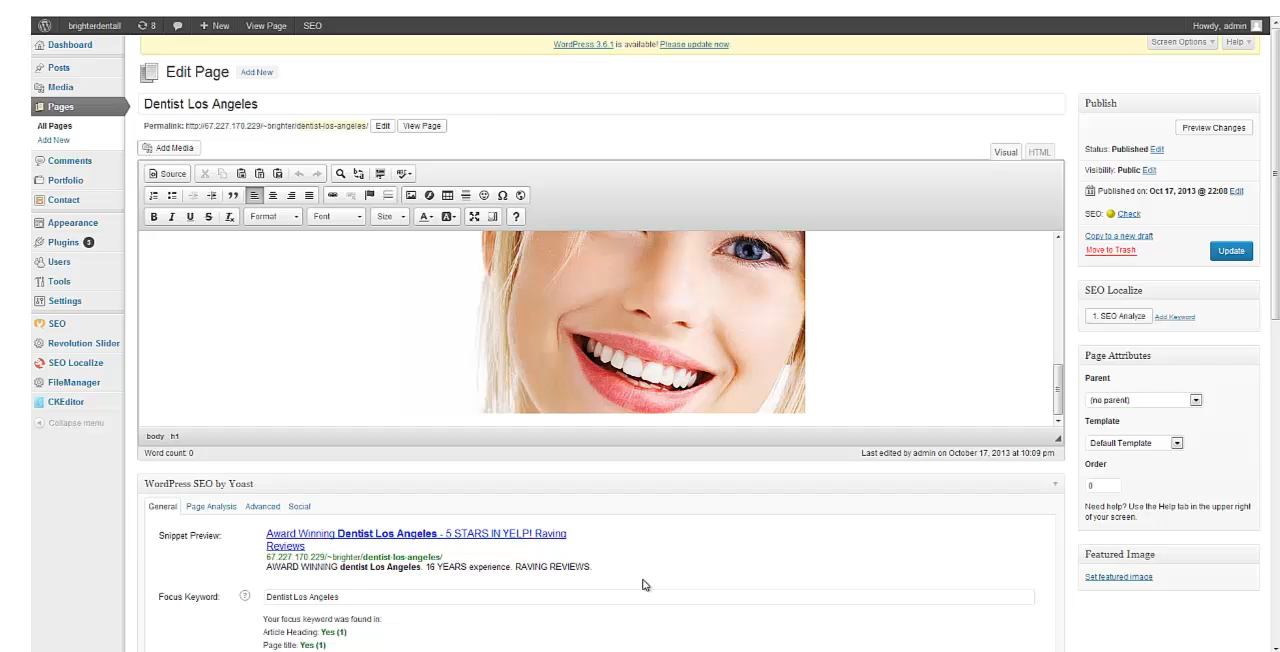 brighterdentall 8 + New View Page SEO Howdy, admin
WordPress 3.6.1 is available! Please update now.
Screen Options Help
Dashboard
Posts
Media
Pages
All Pages
Add New
Comments
Portfolio
Contact
Appearance
Plugins 5
Users
Tools
Settings
SEO
Revolution Slider
SEO Localize
FileManager
CKEditor
Collapse menu
Edit Page Add New
Dentist Los Angeles
Permalink: http://67.227.170.229/~brighter/dentist-los-angeles/ Edit View Page
Add Media
Visual HTML
Source
B I U S Ix Format Font Size A A ?
body h1
Word count: 0 Last edited by admin on October 17, 2013 at 10:09 pm
WordPress SEO by Yoast
General Page Analysis Advanced Social
Snippet Preview: Award Winning Dentist Los Angeles - 5 STARS IN YELP! Raving
Reviews
67.227.170.229/~brighter/dentist-los-angeles/
AWARD WINNING dentist Los Angeles. 16 YEARS experience. RAVING REVIEWS.
Focus Keyword: ? Dentist Los Angeles
Your focus keyword was found in:
Article Heading: Yes (1)
Page title: Yes (1)
Publish
Preview Changes
Status: Published Edit
Visibility: Public Edit
Published on: Oct 17, 2013 @ 22:08 Edit
SEO: Check
Copy to a new draft
Move to Trash
Update
SEO Localize
1. SEO Analyze Add Keyword
Page Attributes
Parent
(no parent)
Template
Default Template
Order
0
Need help? Use the Help tab in the upper right
of your screen.
Featured Image
Set featured image